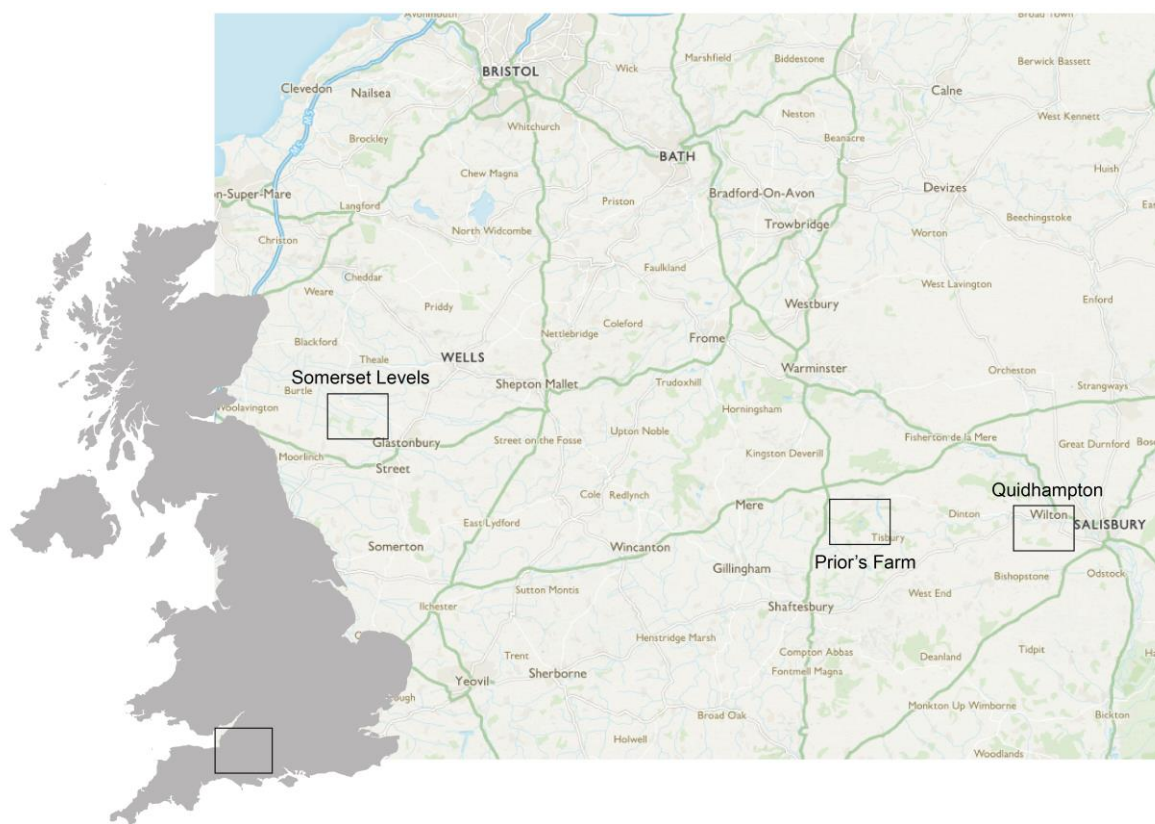 Avonmouth
Broad Town
Wick
Marshfield
Biddestone
Berwick Bassett
BRISTOL
Clevedon
Nailsea
Calne
M5
Neston
West Kennett
Whitchurch
Brockley
Beanacre
BATH
Chew Magna
Huish
on-Super-Mare
Bradford-On-Avon
Devizes
Langford
Priston
Trowbridge
Beechingstoke
Christon
North Widcombe
Worton
Cheddar
Faulkland
Weare
Priddy
West Lavington
Westbury
Enford
Coleford
Nettlebridge
Blackford
Frome
Theale
WELLS
Warminster
Orcheston
Somerset Levels
Shepton Mallet
Trudoxhill
Strangways
Burtle
Woolavington
Horningsham
Glastonbury
Street on the Fosse
Upton Noble
Fisherton de la Mere
Great Durnford
Moorlinch
Street
Kingston Deverill
Cole
Redlynch
Mere
Quidhampton
East Lydford
Dinton
Wilton
SALISBURY
Somerton
Wincanton
Tisbury
Prior's Farm
Gillingham
Bishopstone
Odstock
Sutton Montis
West End
Ilchester
Shaftesbury
Henstridge Marsh
Compton Abbas
Tidpit
Trent
Deanland
Yeovil
Sherborne
Fontmell Magna
ough
Monkton Up Wimborne
Broad Oak
Bickton
Holwell
Woodlands